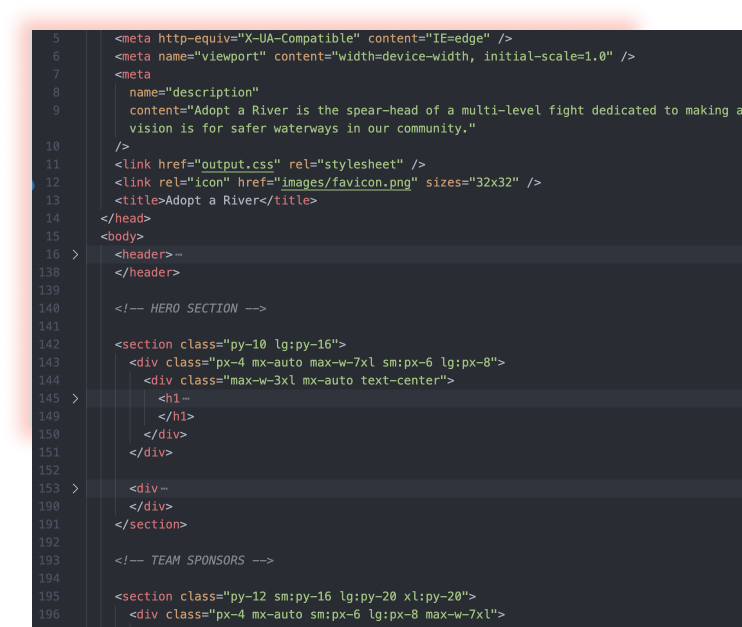 5 <meta http-equiv="X-UA-Compatible" content="IE=edge" />
6 <meta name="viewport" content="width=device-width, initial-scale=1.0" />
7 <meta
8 name="description"
9 content="Adopt a River is the spear-head of a multi-level fight dedicated to making a
vision is for safer waterways in our community."
10 />
11 <link href="output.css" rel="stylesheet" />
12 <link rel="icon" href="images/favicon.png" sizes="32x32" />
13 <title>Adopt a River</title>
14 </head>
15 <body>
16 <header>…
138 </header>
139
140 <!-- HERO SECTION -->
141
142 <section class="py-10 lg:py-16">
143 <div class="px-4 mx-auto max-w-7xl sm:px-6 lg:px-8">
144 <div class="max-w-3xl mx-auto text-center">
145 <h1…
149 </h1>
150 </div>
151 </div>
152
153 <div…
190 </div>
191 </section>
192
193 <!-- TEAM SPONSORS -->
194
195 <section class="py-12 sm:py-16 lg:py-20 xl:py-20">
196 <div class="px-4 mx-auto sm:px-6 lg:px-8 max-w-7xl">